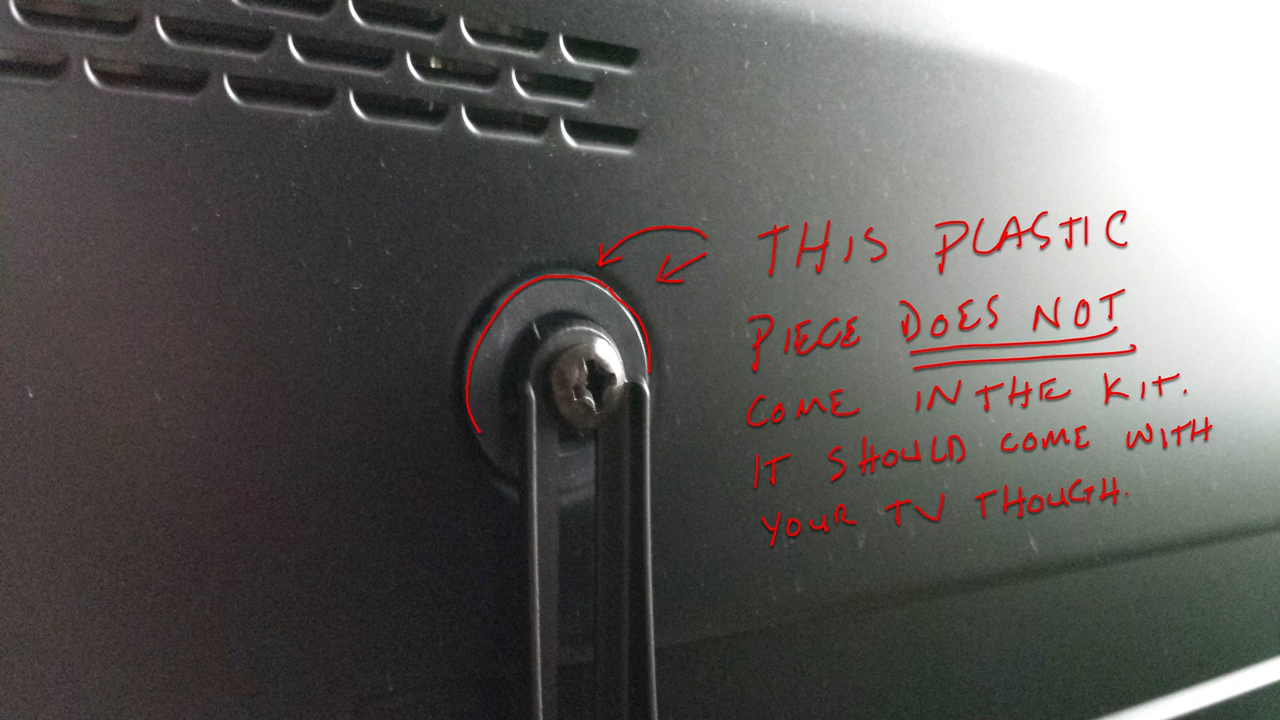 THIS PLASTIC
PIECE DOES NOT
COME IN THE KIT.
IT SHOULD COME WITH
YOUR TV THOUGH.